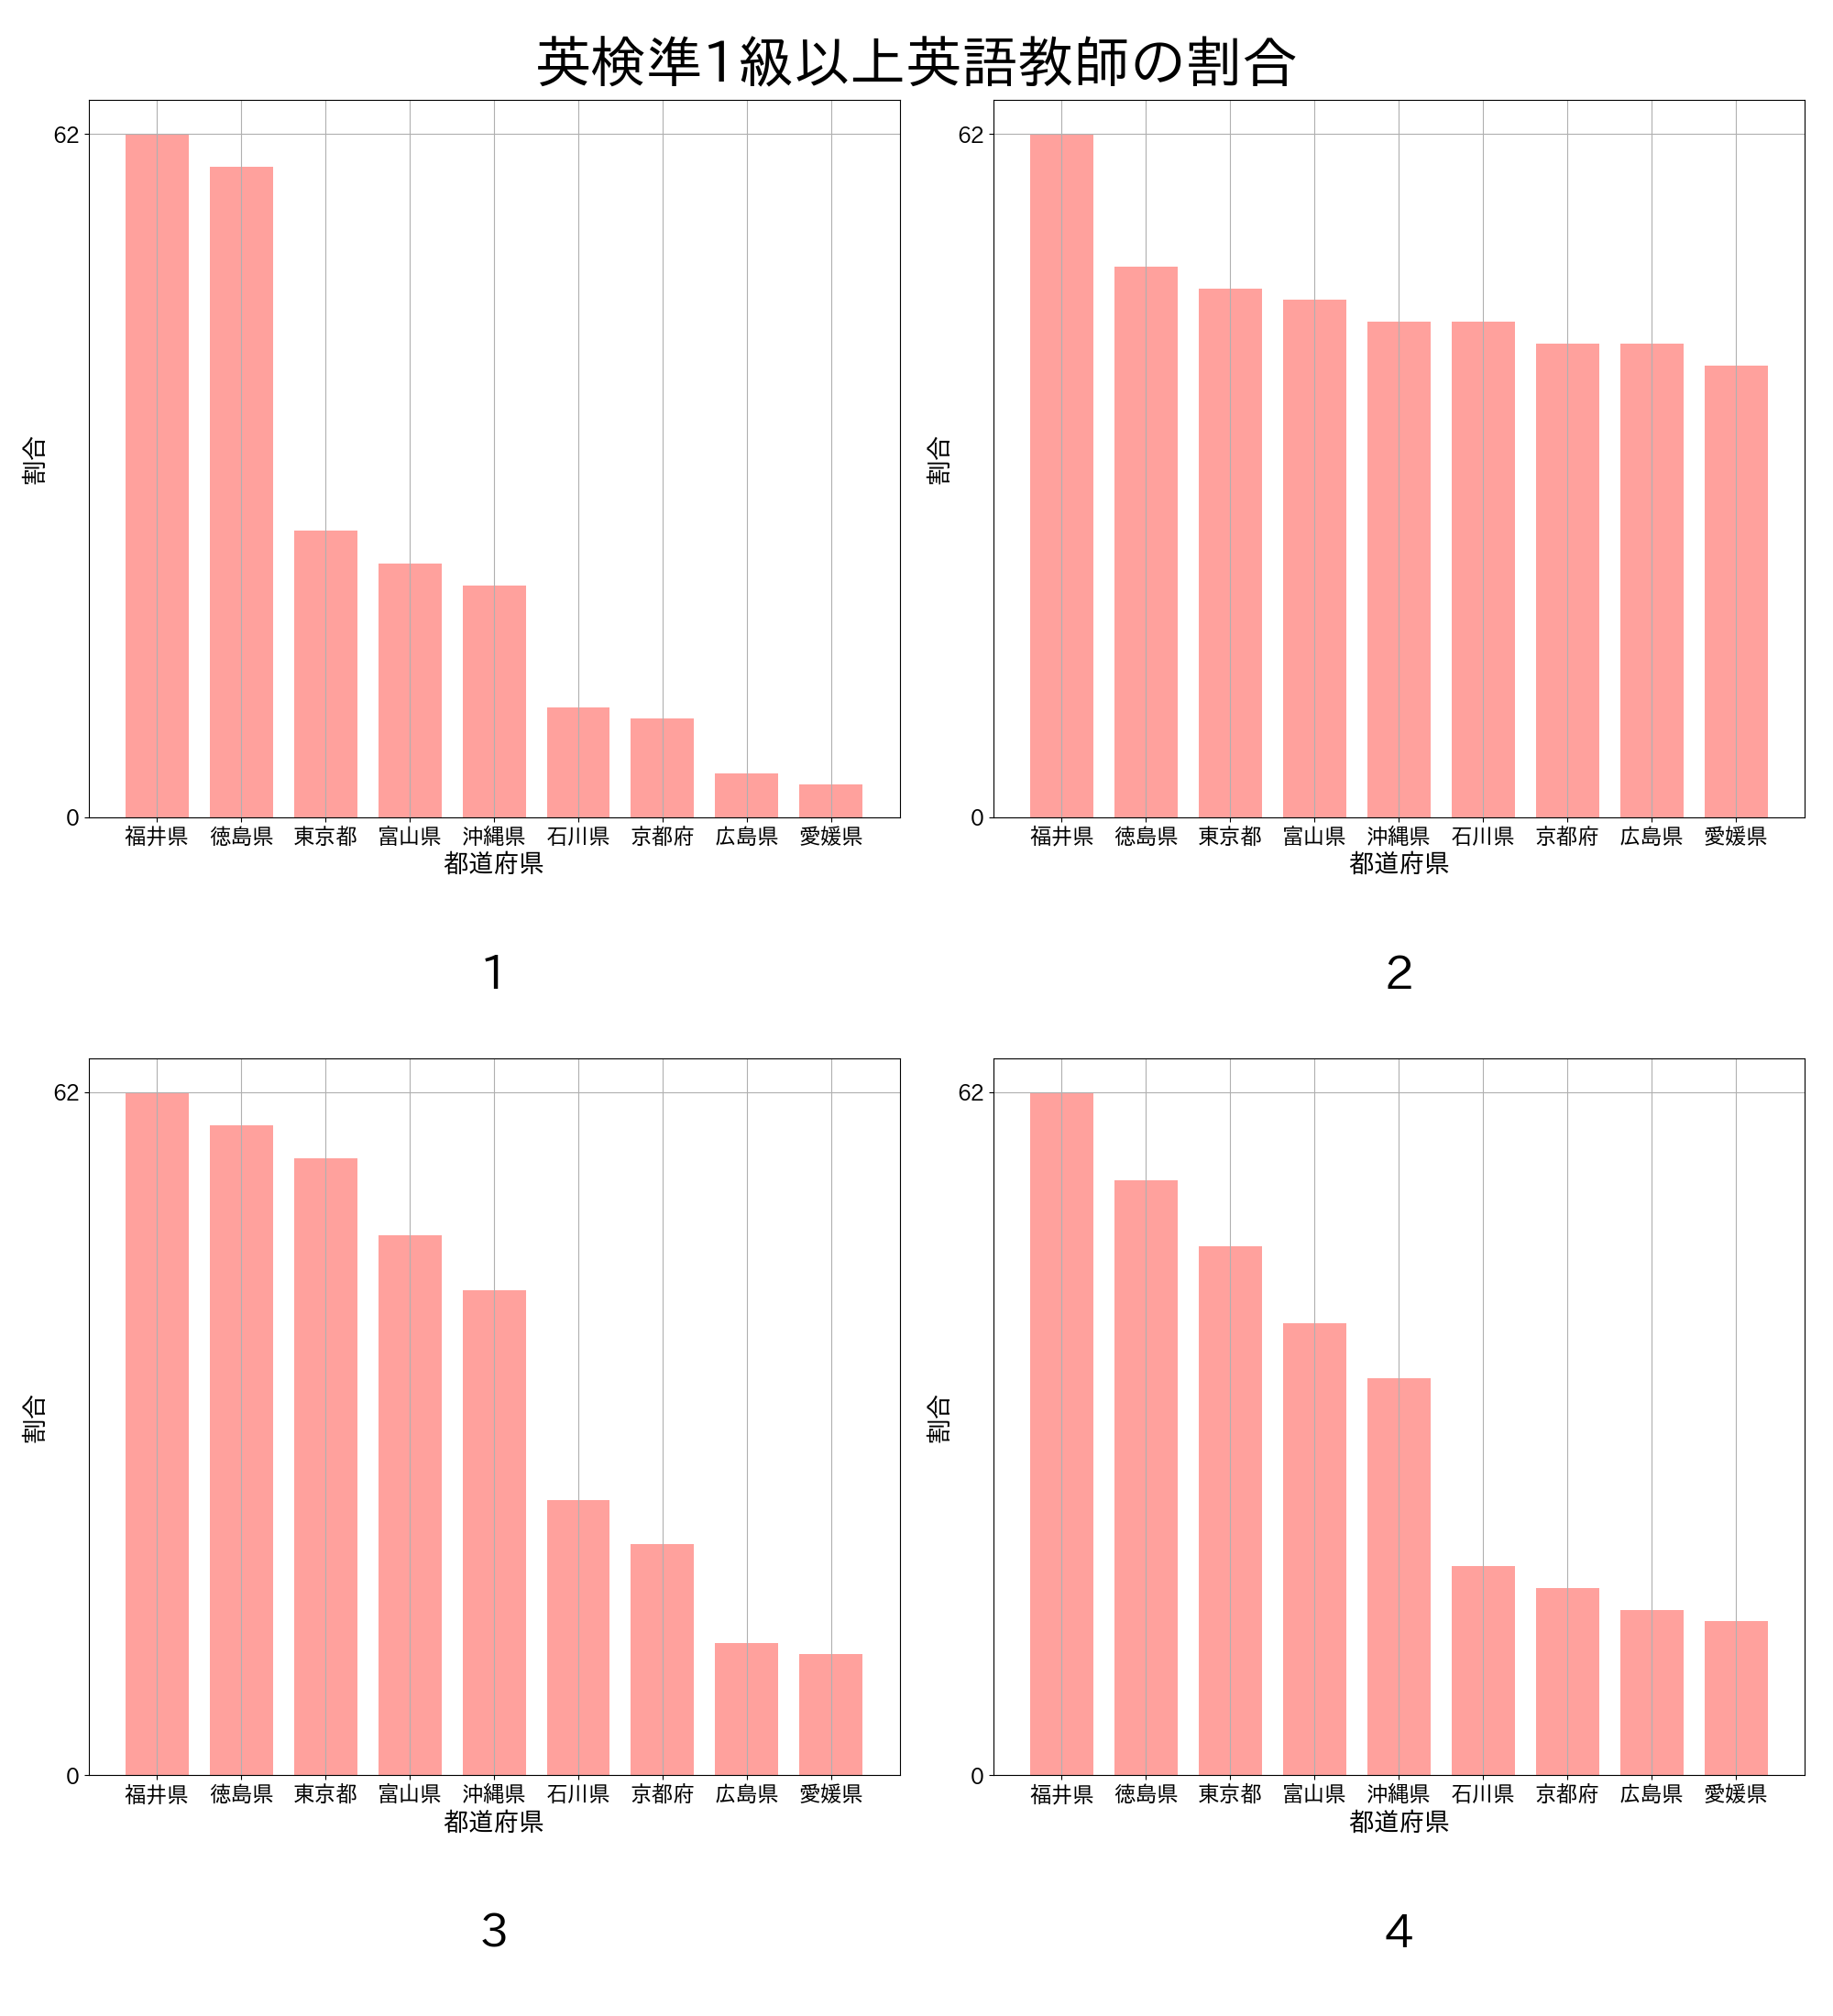 英検準1級以上英語教師の割合
62
0
割合
福井県 徳島県 東京都 富山県 沖縄県 石川県 京都府 広島県 愛媛県
都道府県
1
62
0
割合
福井県 徳島県 東京都 富山県 沖縄県 石川県 京都府 広島県 愛媛県
都道府県
2
62
0
割合
福井県 徳島県 東京都 富山県 沖縄県 石川県 京都府 広島県 愛媛県
都道府県
3
62
0
割合
福井県 徳島県 東京都 富山県 沖縄県 石川県 京都府 広島県 愛媛県
都道府県
4